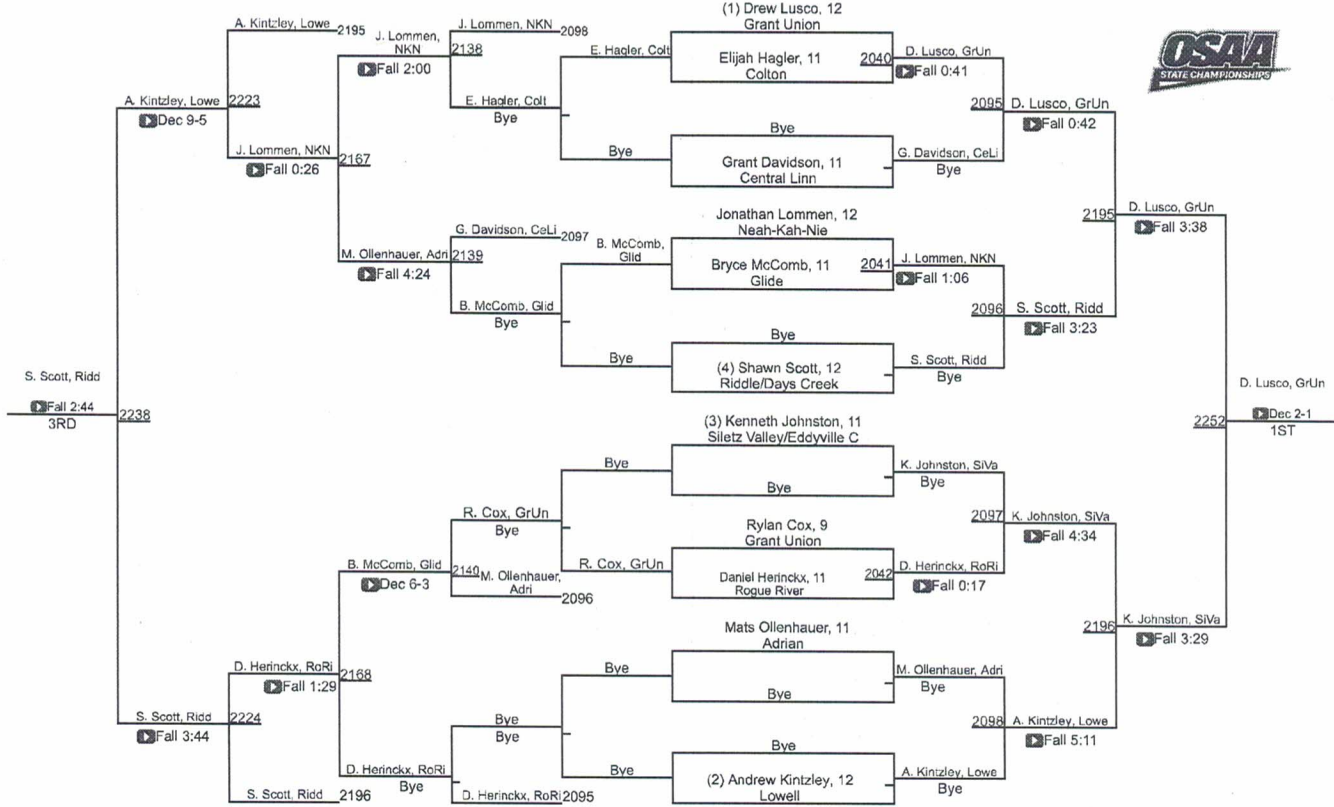 OSAA
STATE CHAMPIONSHIPS
A. Kintzley, Lowe
2195
A. Kintzley, Lowe
Dec 9-5
2223
J. Lommen, NKN
Fall 0:26
2167
J. Lommen,
NKN
Fall 2:00
2138
J. Lommen, NKN
2098
E. Hagler, Colt
Bye
E. Hagler, Colt
Bye
M. Ollenhauer, Adri
Fall 4:24
2139
G. Davidson, CeLi
2097
B. McComb, Glid
Bye
B. McComb,
Glid
Bye
S. Scott, Ridd
Fall 2:44
3RD
2238
S. Scott, Ridd
Fall 3:44
2224
D. Herinckx, RoRi
Fall 1:29
2168
S. Scott, Ridd
2196
B. McComb, Glid
Dec 6-3
2140
R. Cox, GrUn
Bye
M. Ollenhauer,
Adri
2096
Bye
R. Cox, GrUn
D. Herinckx, RoRi
Bye
Bye
Bye
D. Herinckx, RoRi
2095
Bye
Bye
(1) Drew Lusco, 12
Grant Union
Elijah Hagler, 11
Colton
2040
Bye
Grant Davidson, 11
Central Linn
Jonathan Lommen, 12
Neah-Kah-Nie
Bryce McComb, 11
Glide
2041
Bye
(4) Shawn Scott, 12
Riddle/Days Creek
(3) Kenneth Johnston, 11
Siletz Valley/Eddyville C
Bye
Rylan Cox, 9
Grant Union
Daniel Herinckx, 11
Rogue River
2042
Mats Ollenhauer, 11
Adrian
Bye
Bye
(2) Andrew Kintzley, 12
Lowell
D. Lusco, GrUn
Fall 0:41
G. Davidson, CeLi
Bye
2095
D. Lusco, GrUn
Fall 0:42
J. Lommen, NKN
Fall 1:06
S. Scott, Ridd
Bye
2096
S. Scott, Ridd
Fall 3:23
2195
D. Lusco, GrUn
Fall 3:38
K. Johnston, SiVa
Bye
D. Herinckx, RoRi
Fall 0:17
2097
K. Johnston, SiVa
Fall 4:34
M. Ollenhauer, Adri
Bye
A. Kintzley, Lowe
Bye
2098
A. Kintzley, Lowe
Fall 5:11
2196
K. Johnston, SiVa
Fall 3:29
2252
D. Lusco, GrUn
Dec 2-1
1ST